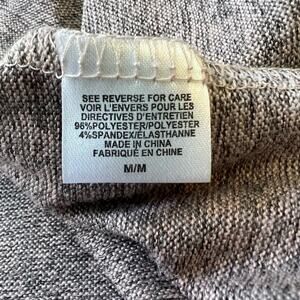 SEE REVERSE FOR CARE
VOIR L'ENVERS POUR LES
DIRECTIVES D'ENTRETIEN
96%POLYESTER/POLYESTER
4%SPANDEX/ÉLASTHANNE
MADE IN CHINA
FABRIQUÉ EN CHINE
M/M